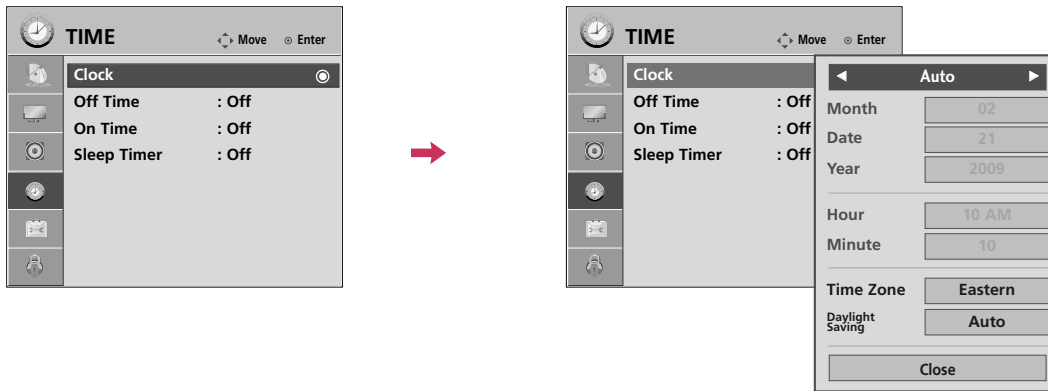 TIME
Move Enter
Clock
Off Time : Off
On Time : Off
Sleep Timer : Off
TIME
Move Enter
Clock
Off Time : Off
On Time : Off
Sleep Timer : Off
Auto
Month 02
Date 21
Year 2009
Hour 10 AM
Minute 10
Time Zone Eastern
Daylight
Saving Auto
Close